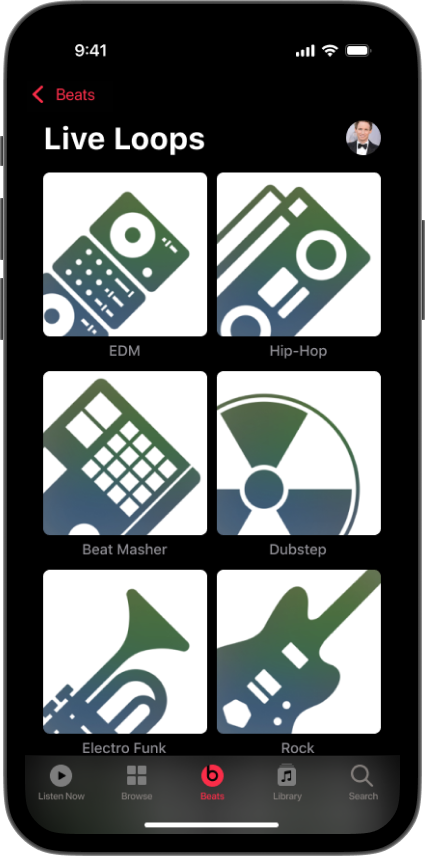 9:41
Beats
Live Loops
EDM
Hip-Hop
Beat Masher
Dubstep
Electro Funk
Rock
Listen Now
Browse
Beats
Library
Search